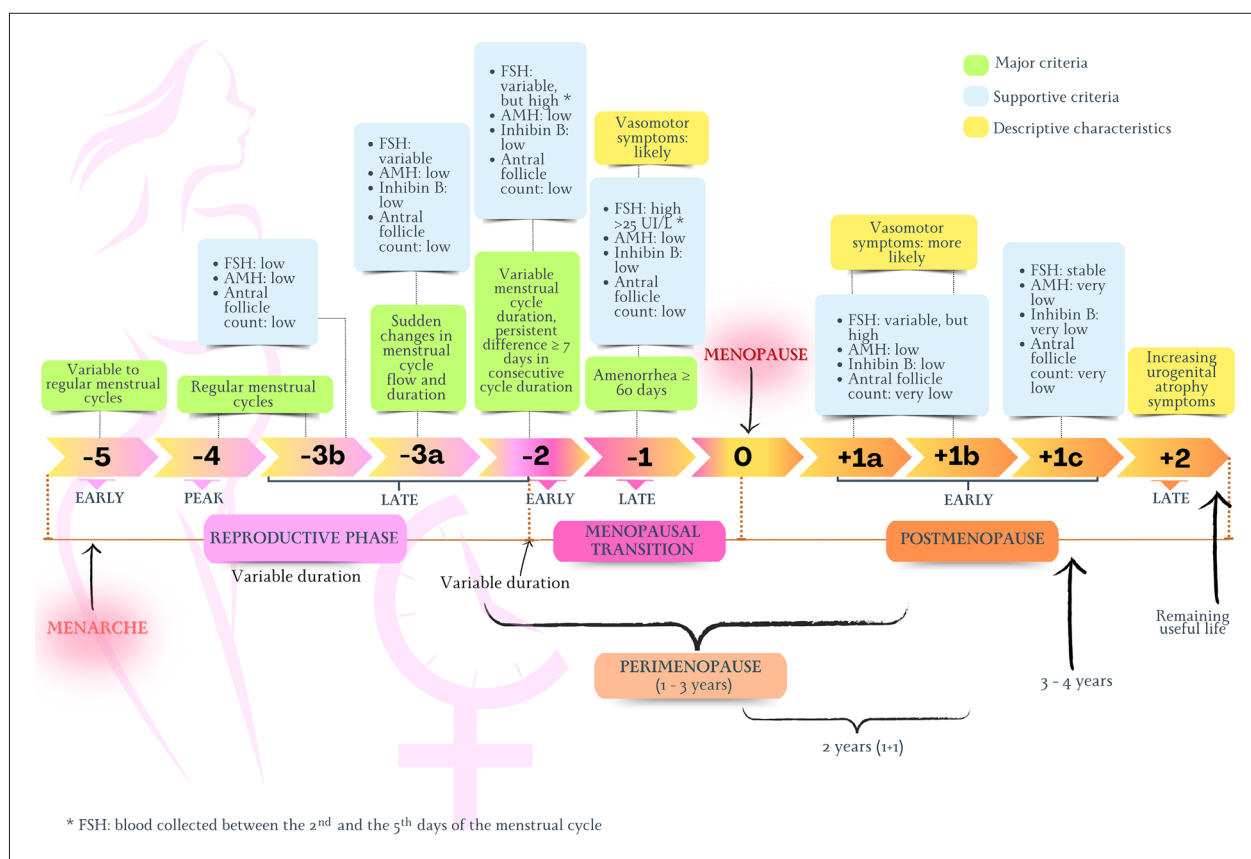 Major criteria
Supportive criteria
Descriptive characteristics
Variable to
regular menstrual
cycles
• FSH: low
• AMH: low
• Antral
follicle
count: low
Regular menstrual
cycles
• FSH:
variable
• AMH: low
• Inhibin B:
low
• Antral
follicle
count: low
Sudden
changes in
menstrual
cycle
flow and
duration
• FSH:
variable,
but high *
• AMH: low
• Inhibin B:
low
• Antral
follicle
count: low
Variable
menstrual
cycle
duration,
persistent
difference ≥ 7
days in
consecutive
cycle duration
Vasomotor
symptoms:
likely
• FSH: high
>25 UI/L *
• AMH: low
• Inhibin B:
low
• Antral
follicle
count: low
Amenorrhea ≥
60 days
MENOPAUSE
Vasomotor
symptoms: more
likely
• FSH: variable, but
high
• AMH: low
• Inhibin B: low
• Antral follicle
count: very low
• FSH: stable
• AMH: very
low
• Inhibin B:
very low
• Antral
follicle
count: very
low
Increasing
urogenital
atrophy
symptoms
-5
-4
-3b
-3a
-2
-1
0
+1a
+1b
+1c
+2
EARLY
PEAK
LATE
EARLY
LATE
EARLY
LATE
REPRODUCTIVE PHASE
Variable duration
MENOPAUSAL
TRANSITION
Variable duration
POSTMENOPAUSE
MENARCHE
Remaining
useful life
PERIMENOPAUSE
(1 - 3 years)
3 - 4 years
2 years (1+1)
* FSH: blood collected between the 2nd and the 5th days of the menstrual cycle